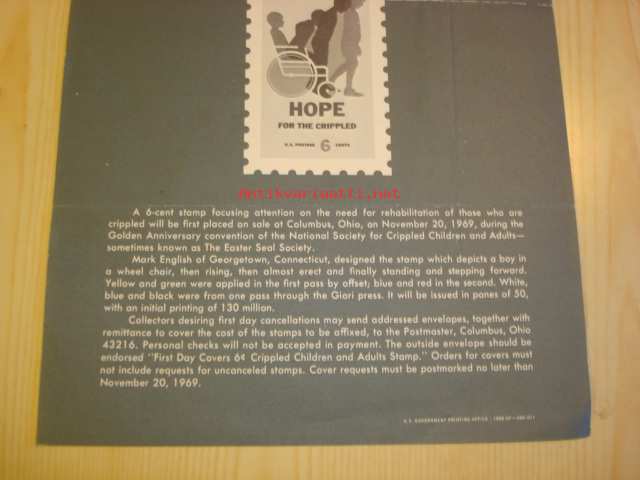 HOPE
FOR THE CRIPPLED
U.S. POSTAGE 6 CENTS
Antikvariaatti.net
A 6-cent stamp focusing attention on the need for rehabilitation of those who are
crippled will be first placed on sale at Columbus, Ohio, on November 20, 1969, during the
Golden Anniversary convention of the National Society for Crippled Children and Adults—
sometimes known as The Easter Seal Society.
Mark English of Georgetown, Connecticut, designed the stamp which depicts a boy in
a wheel chair, then rising, then almost erect and finally standing and stepping forward.
Yellow and green were applied in the first pass by offset; blue and red in the second. White,
blue and black were from one pass through the Giori press. It will be issued in panes of 50,
with an initial printing of 130 million.
Collectors desiring first day cancellations may send addressed envelopes, together with
remittance to cover the cost of the stamps to be affixed, to the Postmaster, Columbus, Ohio
43216. Personal checks will not be accepted in payment. The outside envelope should be
endorsed "First Day Covers 6¢ Crippled Children and Adults Stamp." Orders for covers must
not include requests for uncanceled stamps. Cover requests must be postmarked no later than
November 20, 1969.
U.S. GOVERNMENT PRINTING OFFICE : 1969